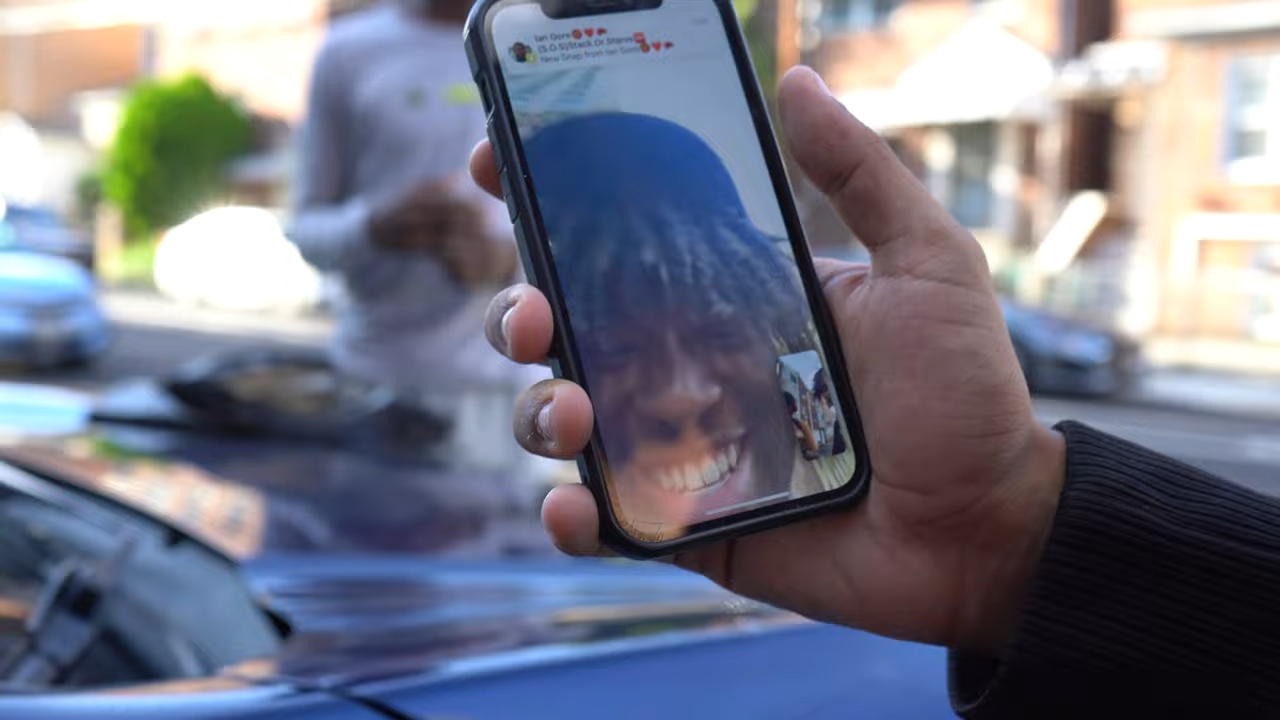 Ian Gore🔴❤️
(S.O.S)Stack.Or.Starve
New Snap from Ian Gore